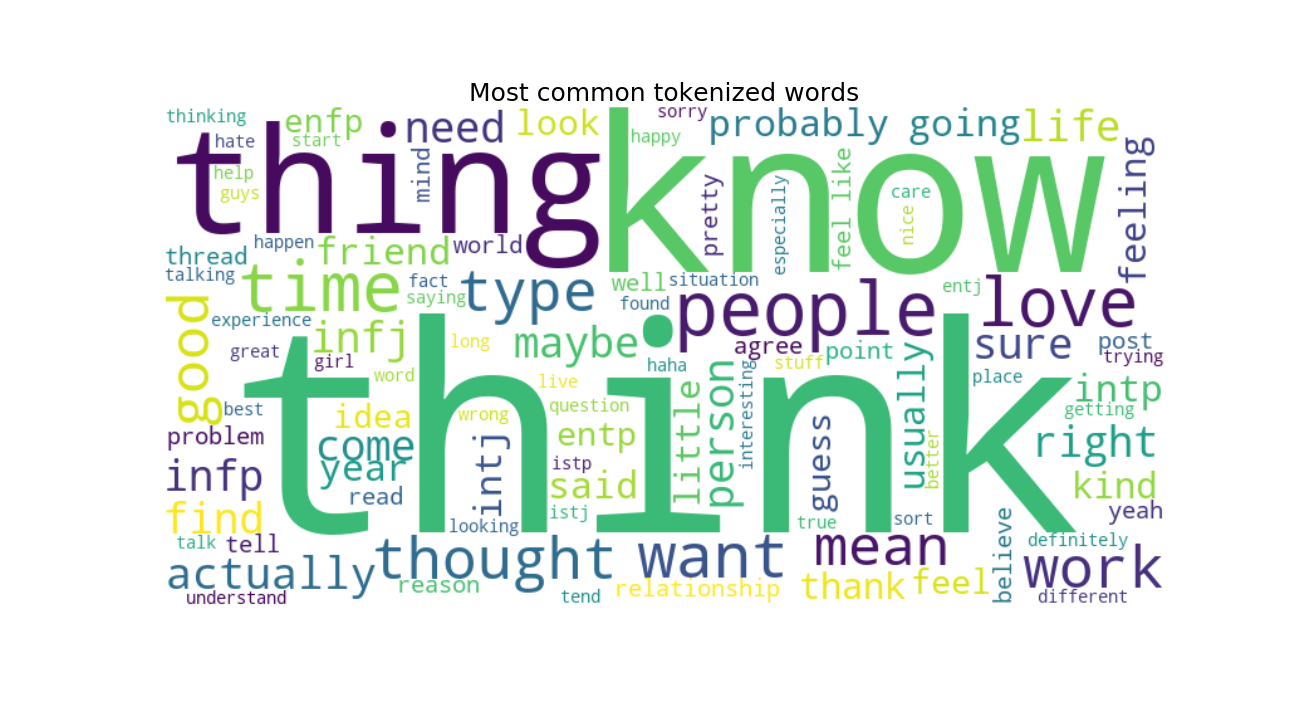 Most common tokenized words
thinking
enfp
need
look
sorry
probably
going
life
hate
start
happy
thing
know
help
guys
mind
pretty
especially
feel like
care
nice
feeling
thread
happen
friend
world
talking
time
fact
saying
type
well
situation
found
people
entj
love
good
experience
infj
maybe
agree
point
sure
post
trying
great
girl
long
haha
stuff
word
live
think
place
intp
best
idea
wrong
question
little
person
interesting
usually
getting
problem
come
year
intj
entp
guess
better
right
infp
istp
read
said
kind
find
looking
istj
true
sort
yeah
talk
tell
thought
want
mean
believe
definitely
actually
reason
relationship
thank
feel
work
understand
tend
different